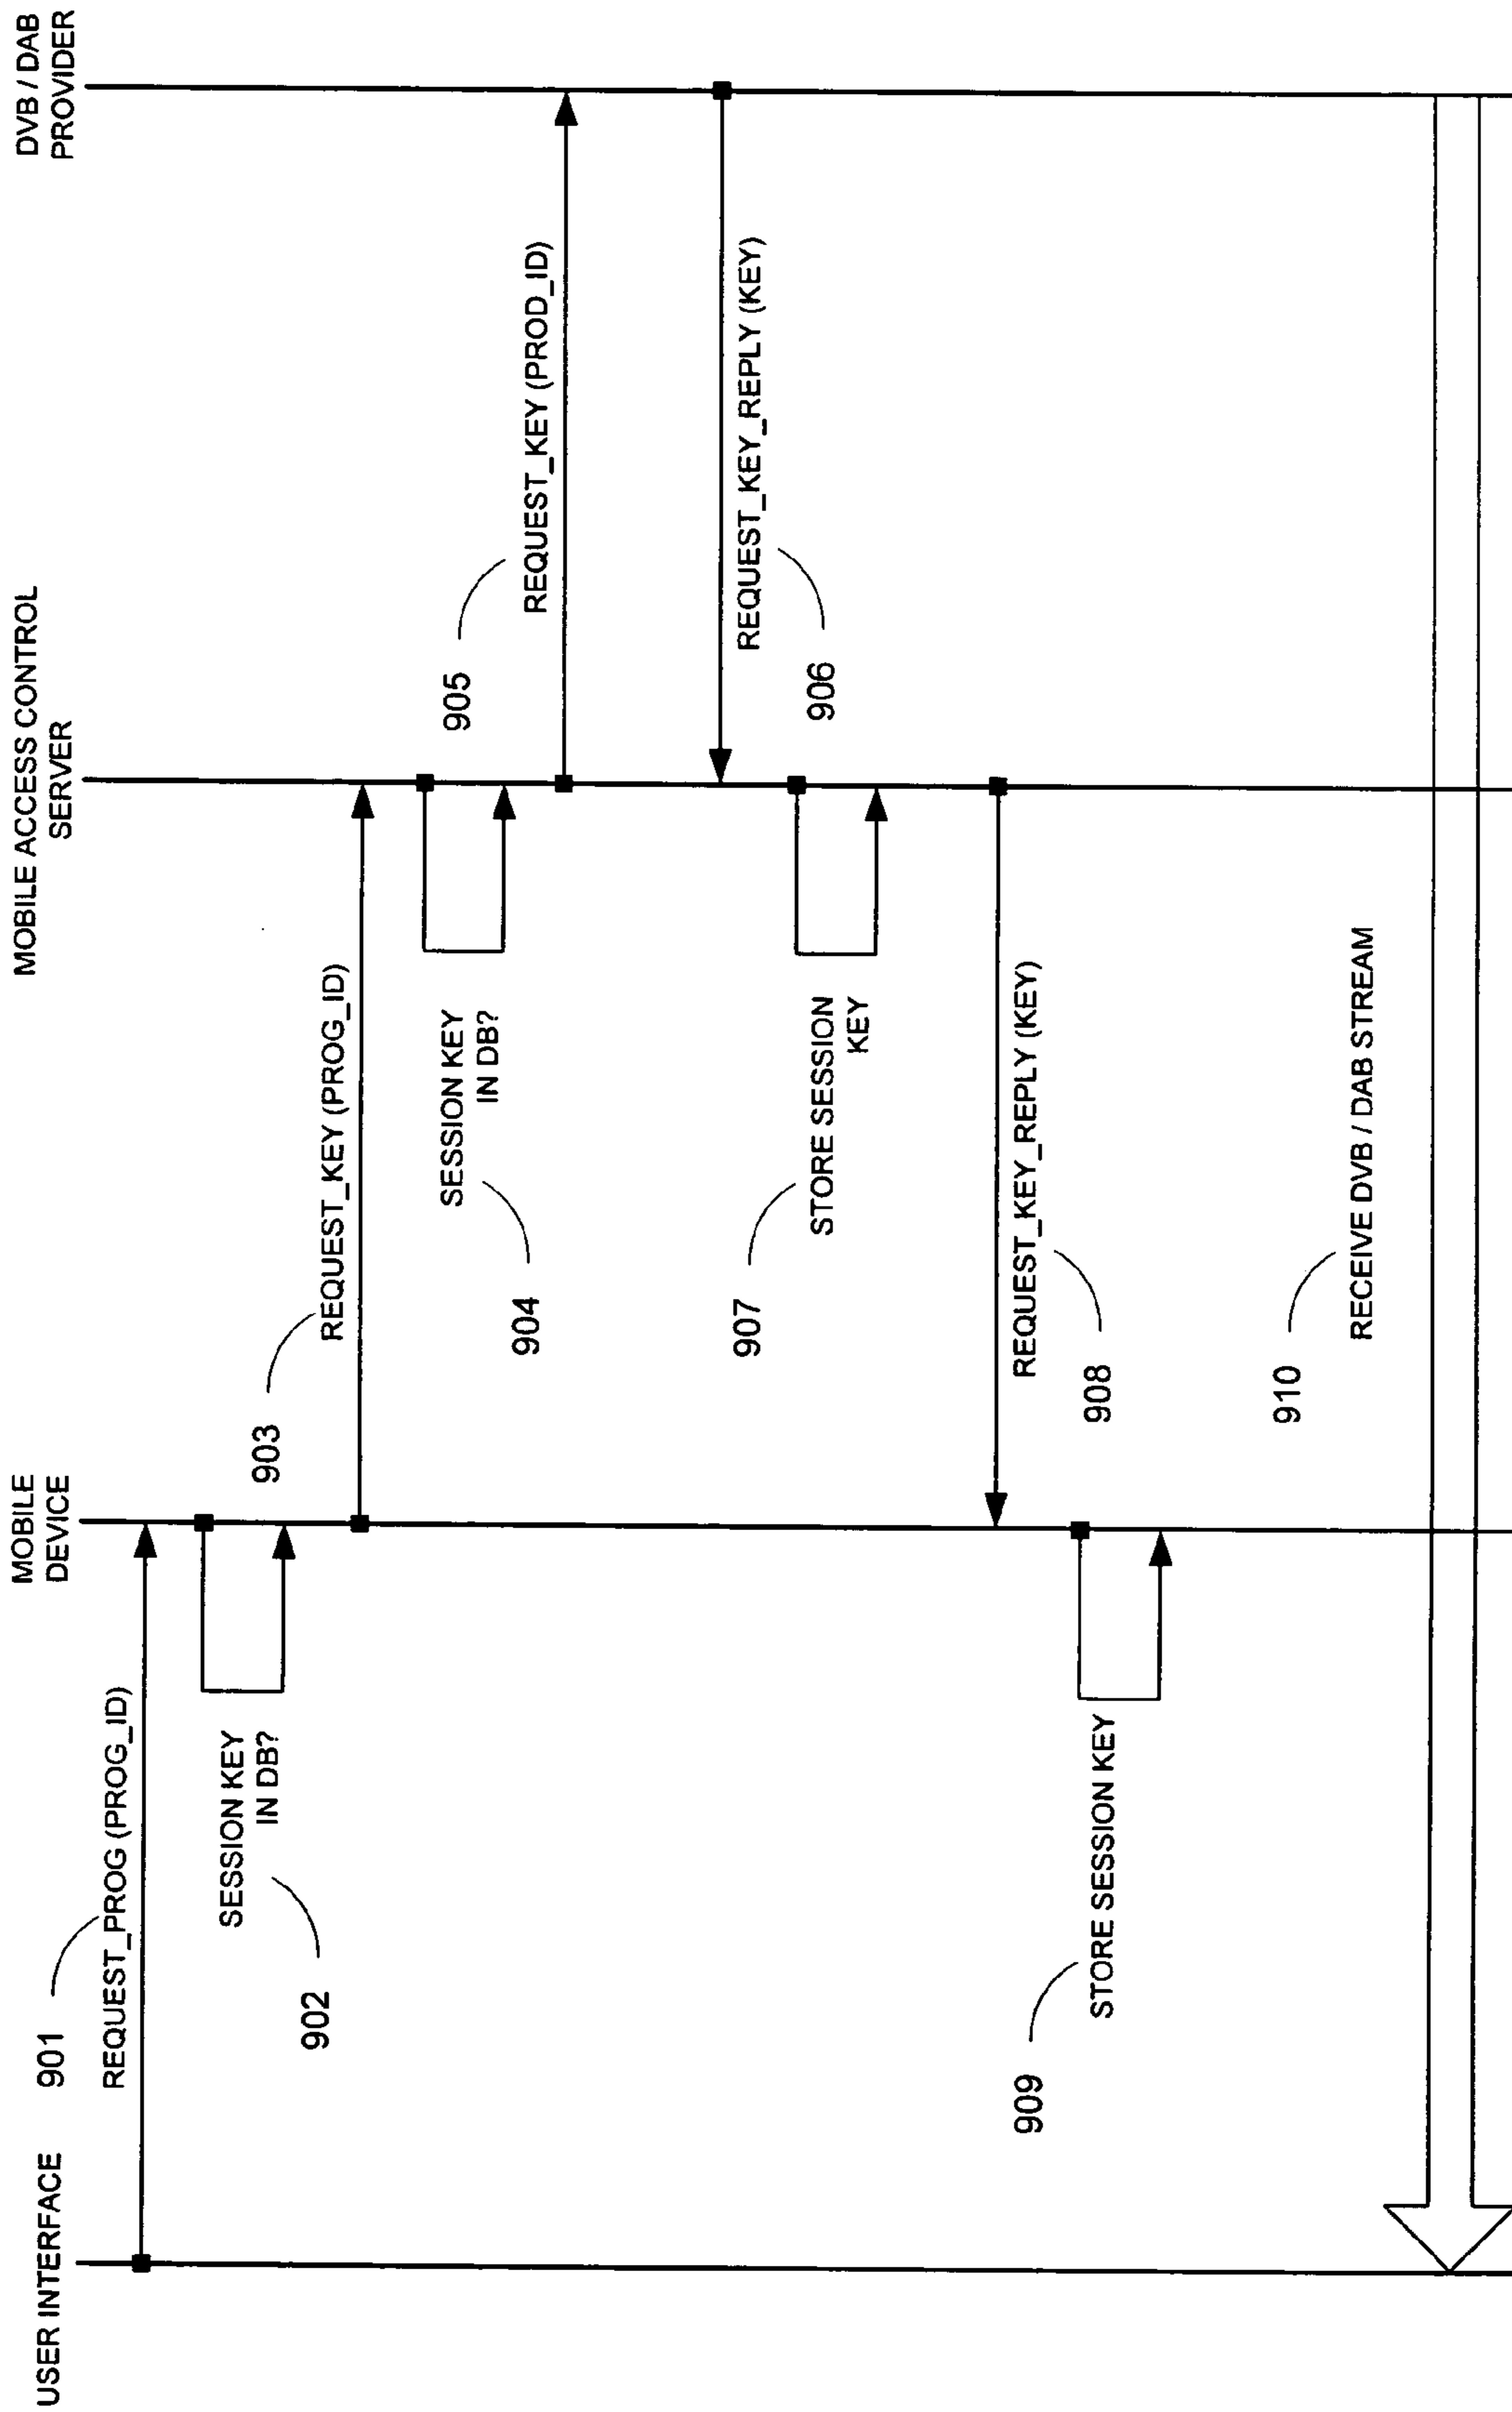 USER INTERFACE
MOBILE
DEVICE
MOBILE ACCESS CONTROL
SERVER
DVB / DAB
PROVIDER
901
REQUEST_PROG (PROG_ID)
SESSION KEY
IN DB?
902
903
REQUEST_KEY (PROG_ID)
SESSION KEY
IN DB?
904
905
REQUEST_KEY (PROD_ID)
REQUEST_KEY_REPLY (KEY)
906
907
STORE SESSION
KEY
REQUEST_KEY_REPLY (KEY)
908
909
STORE SESSION KEY
910
RECEIVE DVB / DAB STREAM